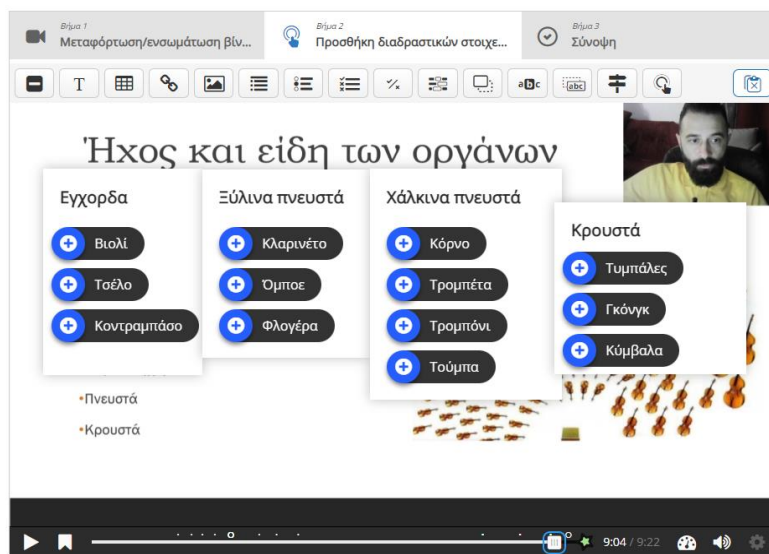 Βήμα 1
Μεταφόρτωση/ενσωμάτωση βίν...
Βήμα 2
Προσθήκη διαδραστικών στοιχε...
Βήμα 3
Σύνοψη
T
abc
abc
Ήχος και είδη των οργάνων
Εγχορδα
Βιολί
Τσέλο
Κοντραμπάσο
Ξύλινα πνευστά
Κλαρινέτο
Όμποε
Φλογέρα
Χάλκινα πνευστά
Κόρνο
Τρομπέτα
Τρομπόνι
Τούμπα
Κρουστά
Τυμπάλες
Γκόνγκ
Κύμβαλα
•Πνευστά
•Κρουστά
9:04 / 9:22